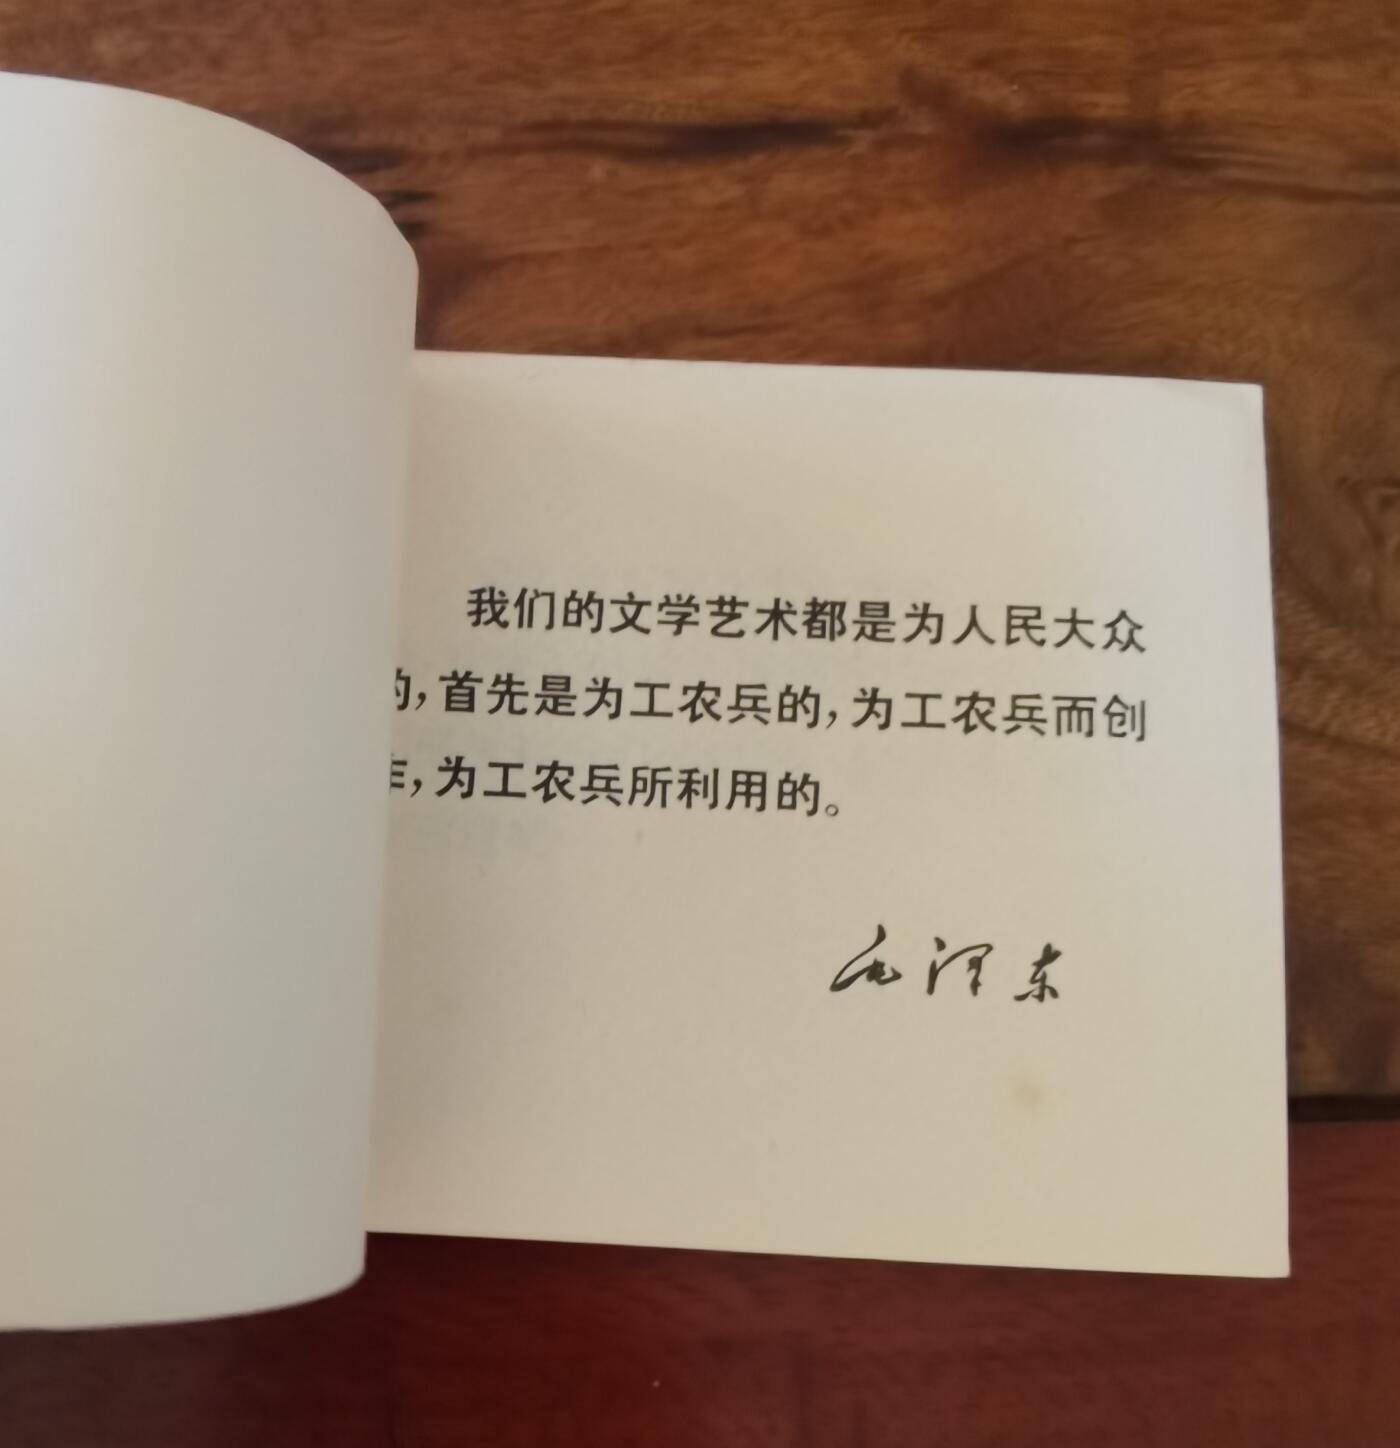 我们的文学艺术都是为人民大众
的,首先是为工农兵的,为工农兵而创
作,为工农兵所利用的。
毛泽东